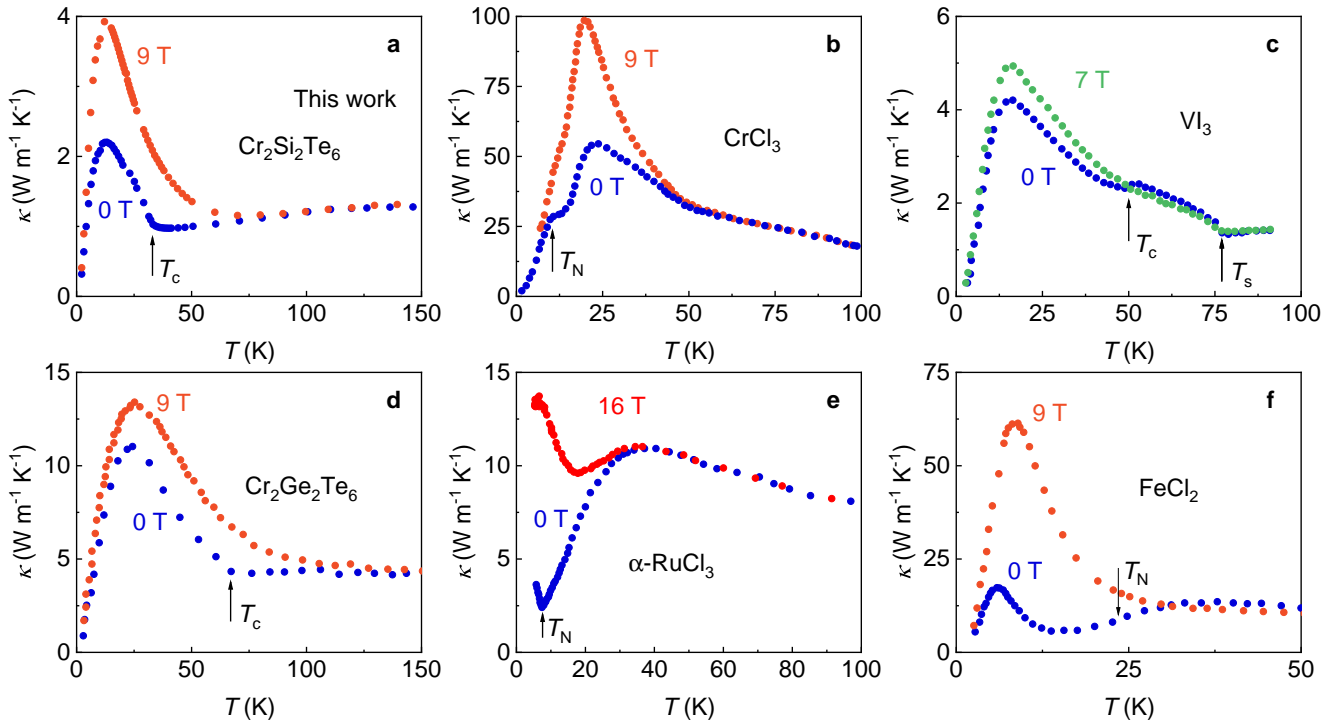 a
9 T
This work
Cr2Si2Te6
0 T
Tc
κ (W m-1 K-1)
0
2
4
0
50
100
150
T (K)
b
9 T
CrCl3
0 T
TN
κ (W m-1 K-1)
0
25
50
75
100
0
25
50
75
100
T (K)
c
7 T
VI3
0 T
Tc
Ts
κ (W m-1 K-1)
0
2
4
6
0
25
50
75
100
T (K)
d
9 T
Cr2Ge2Te6
0 T
Tc
κ (W m-1 K-1)
0
5
10
15
0
50
100
150
T (K)
e
16 T
0 T
α-RuCl3
TN
κ (W m-1 K-1)
0
5
10
15
0
20
40
60
80
100
T (K)
f
9 T
FeCl2
0 T
TN
κ (W m-1 K-1)
0
25
50
75
0
25
50
T (K)